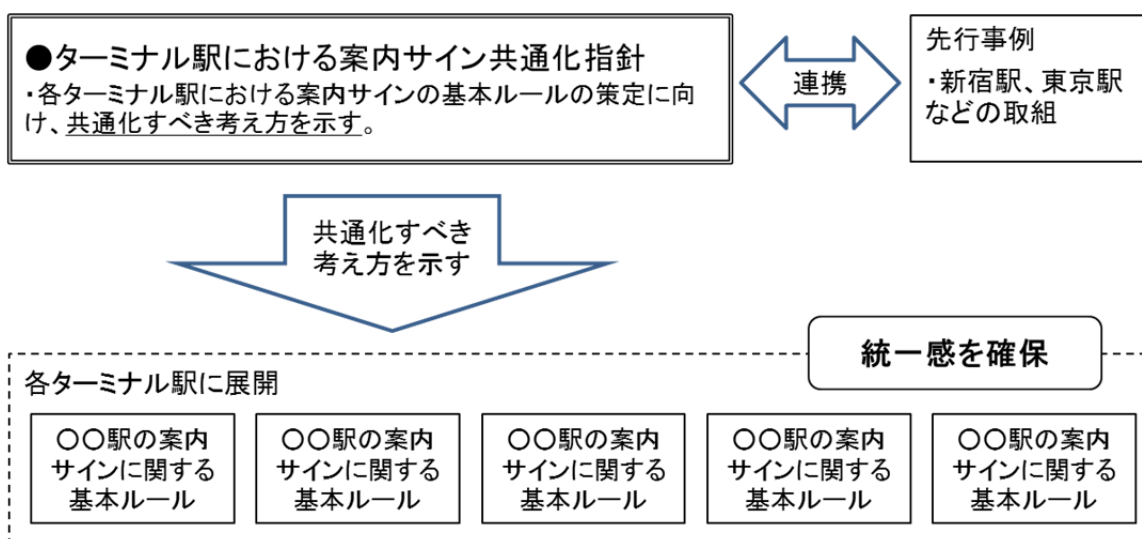 ●ターミナル駅における案内サイン共通化指針
・各ターミナル駅における案内サインの基本ルールの策定に向
け、共通化すべき考え方を示す。
連携
先行事例
・新宿駅、東京駅
などの取組
共通化すべき
考え方を示す
統一感を確保
各ターミナル駅に展開
〇〇駅の案内
サインに関する
基本ルール
〇〇駅の案内
サインに関する
基本ルール
〇〇駅の案内
サインに関する
基本ルール
〇〇駅の案内
サインに関する
基本ルール
〇〇駅の案内
サインに関する
基本ルール